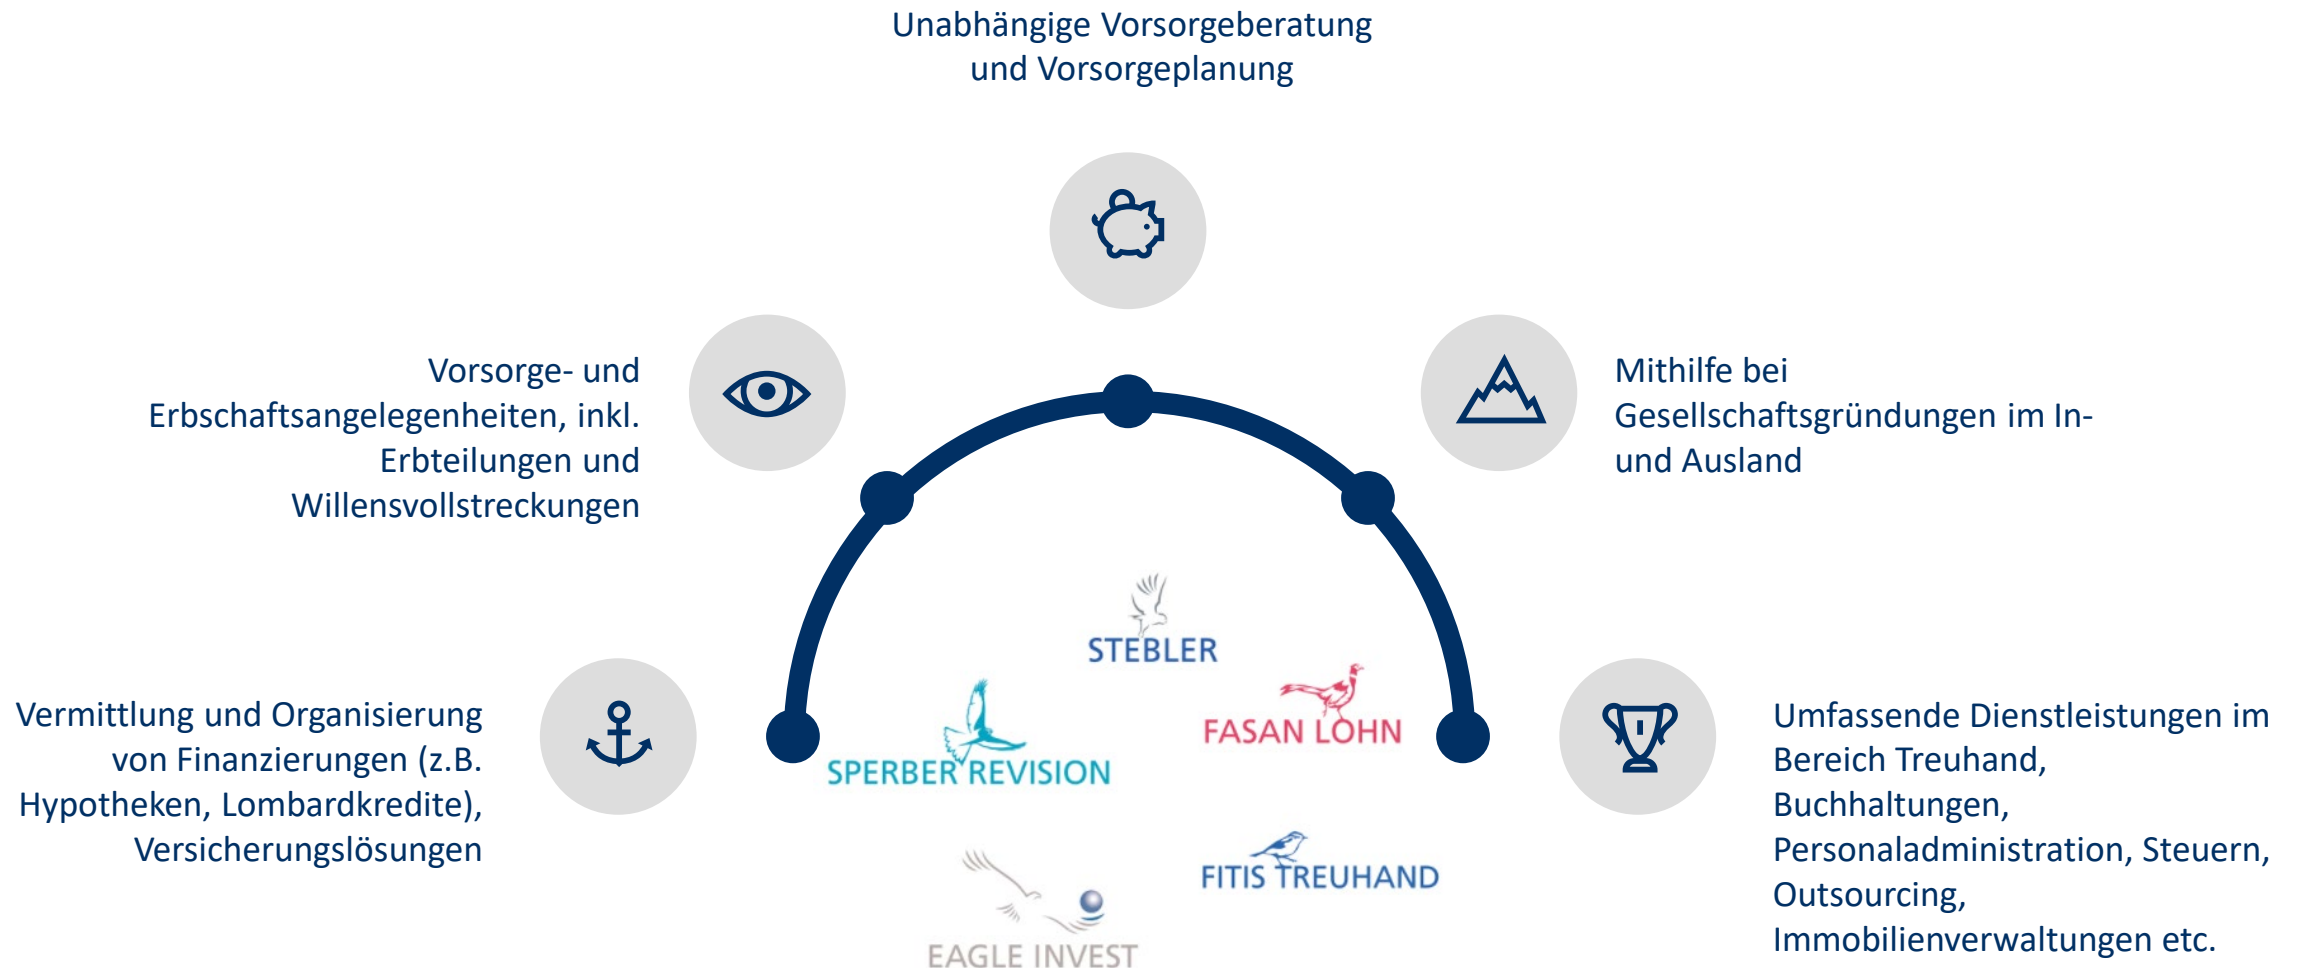 Unabhängige Vorsorgeberatung
und Vorsorgeplanung
Vorsorge- und
Erbschaftsangelegenheiten, inkl.
Erbteilungen und
Willensvollstreckungen
Mithilfe bei
Gesellschaftsgründungen im In-
und Ausland
Vermittlung und Organisierung
von Finanzierungen (z.B.
Hypotheken, Lombardkredite),
Versicherungslösungen
STEBLER
FASAN LOHN
SPERBER REVISION
FITIS TREUHAND
EAGLE INVEST
Umfassende Dienstleistungen im
Bereich Treuhand,
Buchhaltungen,
Personaladministration, Steuern,
Outsourcing,
Immobilienverwaltungen etc.